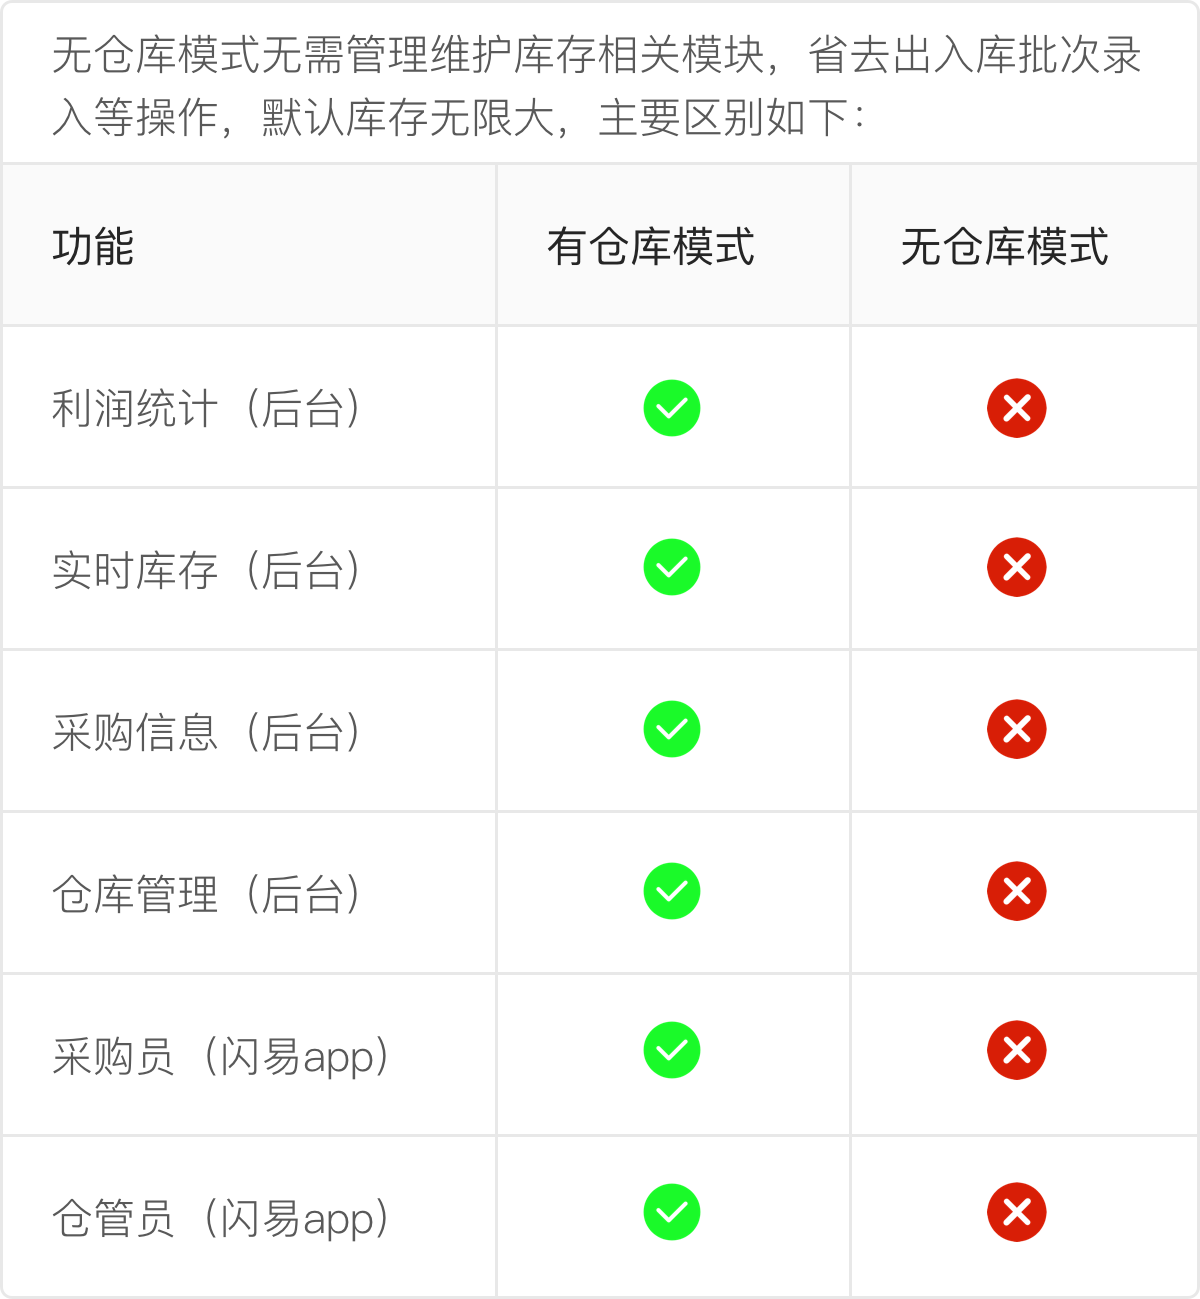 无仓库模式无需管理维护库存相关模块，省去出入库批次录
入等操作，默认库存无限大，主要区别如下：
功能 有仓库模式 无仓库模式
利润统计（后台）
实时库存（后台）
采购信息（后台）
仓库管理（后台）
采购员（闪易app）
仓管员（闪易app）